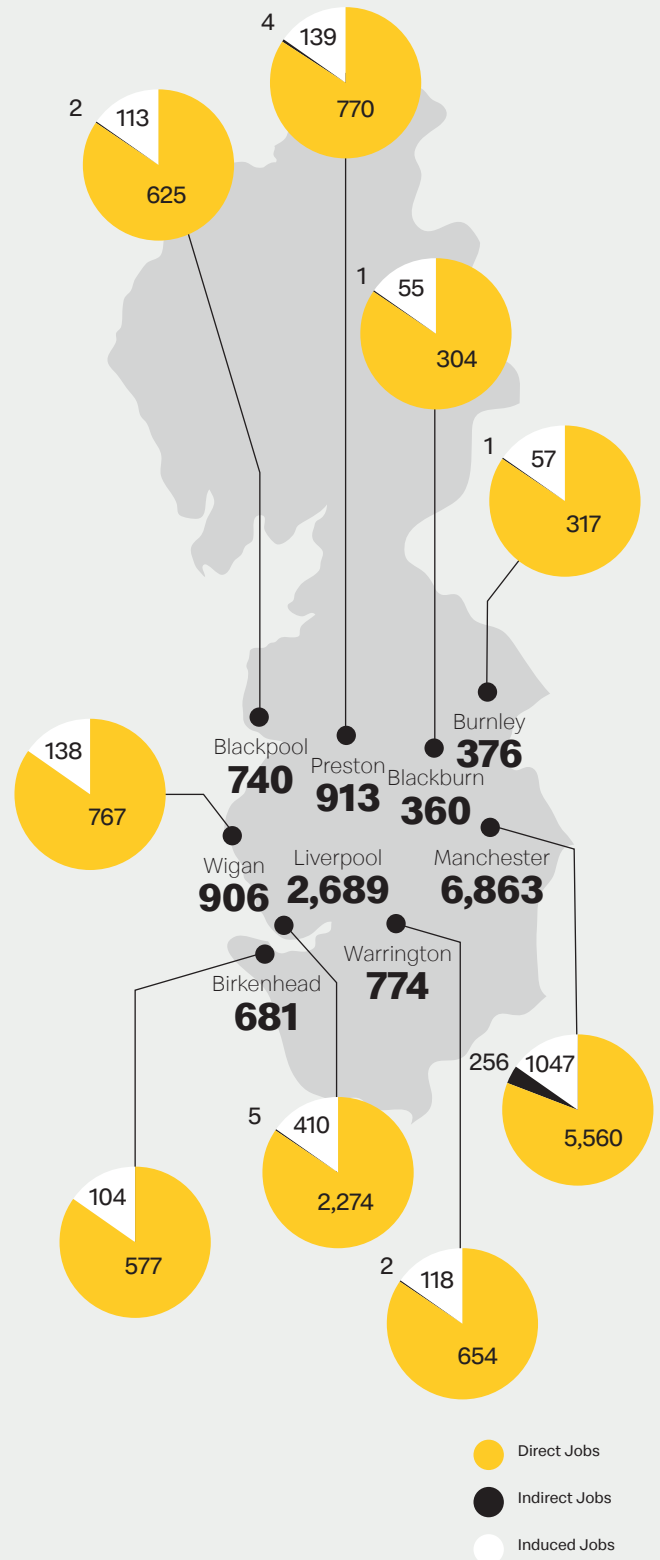 4
139
770
2
113
625
1
55
304
1
57
317
Burnley
376
Blackpool
740
Preston
913
Blackburn
360
138
767
Wigan
906
Liverpool
2,689
Manchester
6,863
Warrington
774
Birkenhead
681
256
1047
5,560
5
410
2,274
104
577
2
118
654
Direct Jobs
Indirect Jobs
Induced Jobs